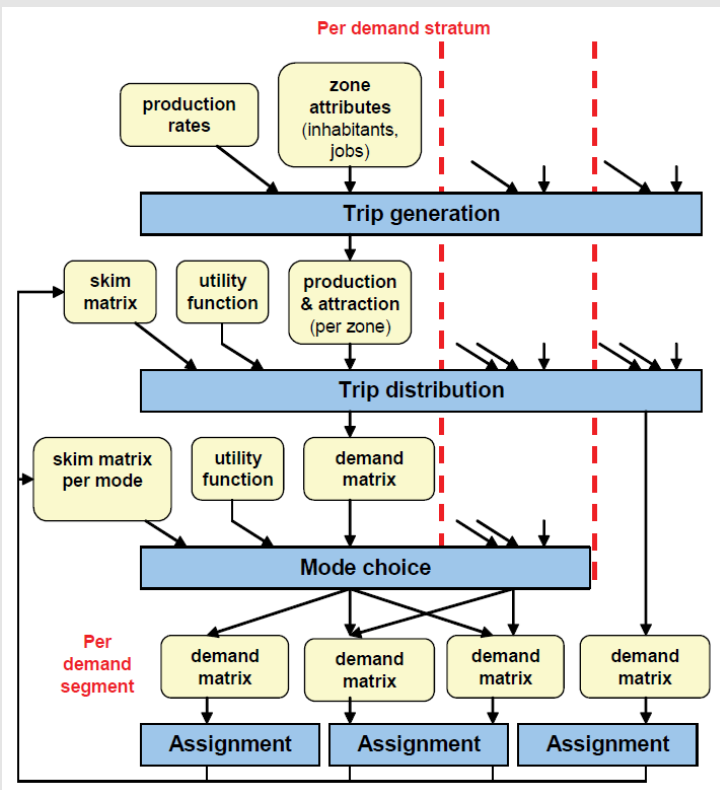 Per demand stratum
production
rates
zone
attributes
(inhabitants,
jobs)
Trip generation
skim
matrix
utility
function
production
& attraction
(per zone)
Trip distribution
skim matrix
per mode
utility
function
demand
matrix
Mode choice
Per
demand
segment
demand
matrix
demand
matrix
demand
matrix
demand
matrix
Assignment
Assignment
Assignment